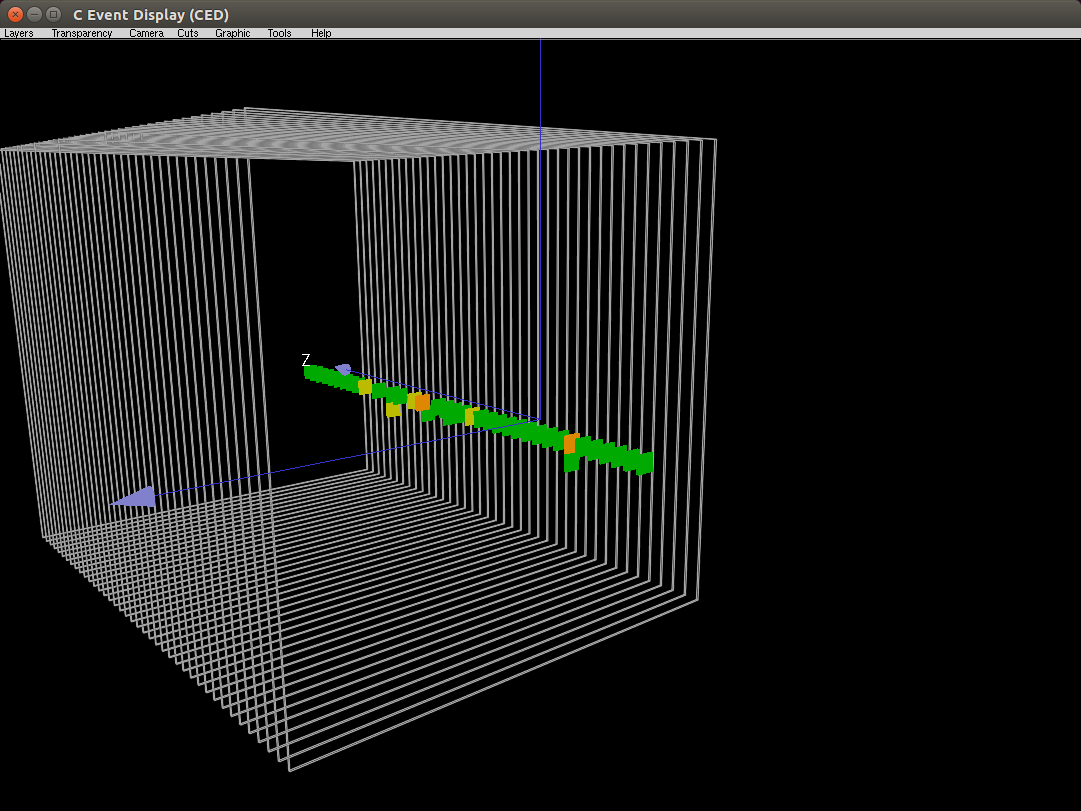 C Event Display (CED)
Layers Transparency Camera Cuts Graphic Tools Help
Z